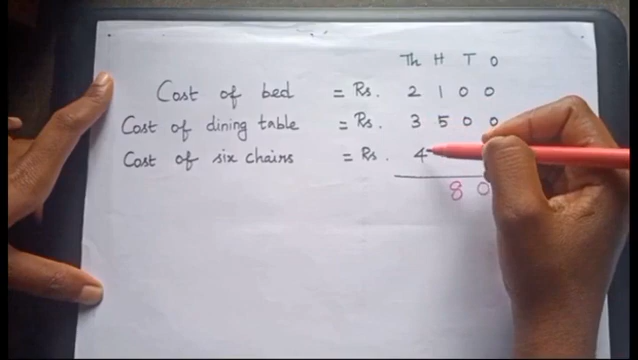 Th H T O
Cost of bed = Rs. 2 1 0 0
Cost of dining table = Rs. 3 5 0 0
Cost of six chairs = Rs. 4
8 0